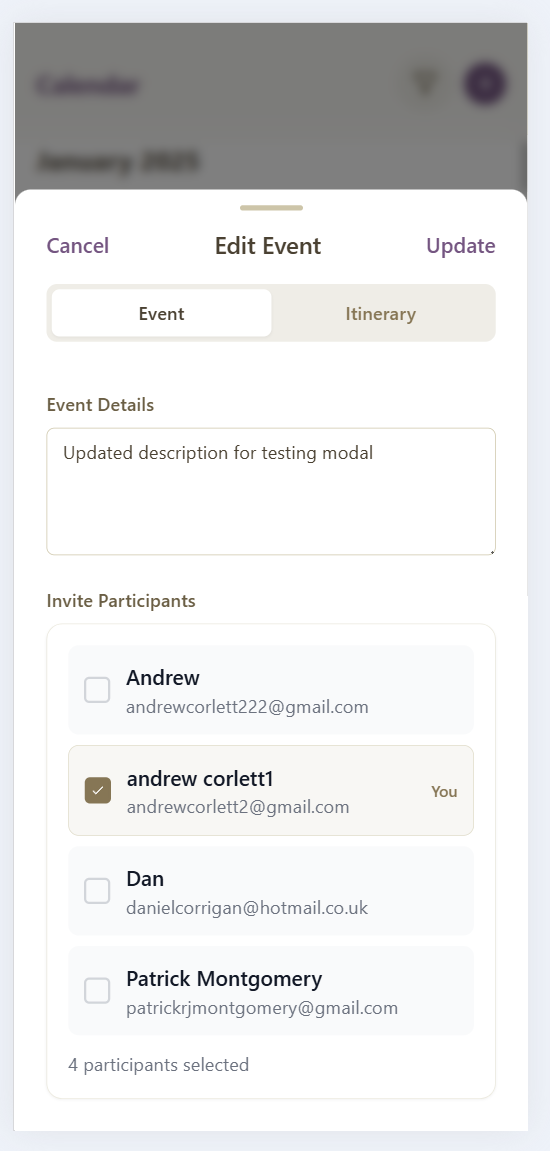 Calendar
January 2025
Cancel
Edit Event
Update
Event
Itinerary
Event Details
Updated description for testing modal
Invite Participants
Andrew
andrewcorlett222@gmail.com
andrew corlett1
andrewcorlett2@gmail.com
You
Dan
danielcorrigan@hotmail.co.uk
Patrick Montgomery
patrickrjmontgomery@gmail.com
4 participants selected